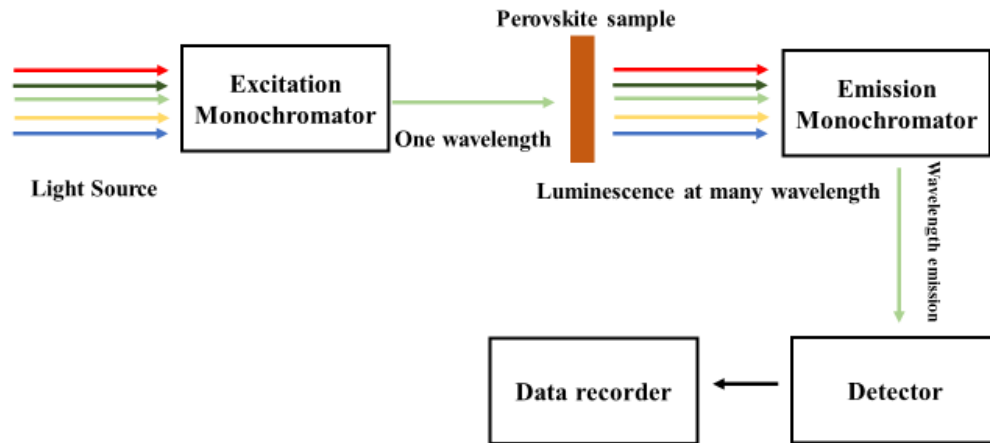 Perovskite sample
Excitation
Monochromator
Emission
Monochromator
One wavelength
Light Source
Luminescence at many wavelength
Wavelength emission
Data recorder
Detector